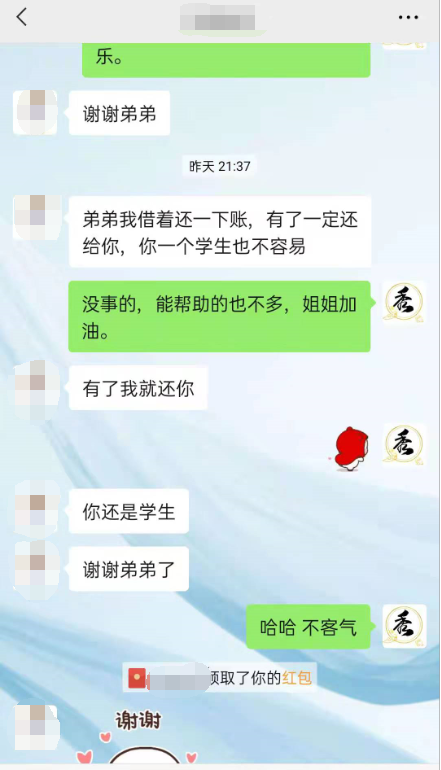 乐。
谢谢弟弟
昨天 21:37
弟弟我借着还一下账，有了一定还
给你，你一个学生也不容易
没事的，能帮助的也不多，姐姐加
油。
秀
有了我就还你
秀
你还是学生
谢谢弟弟了
哈哈 不客气
秀
领取了你的红包
谢谢